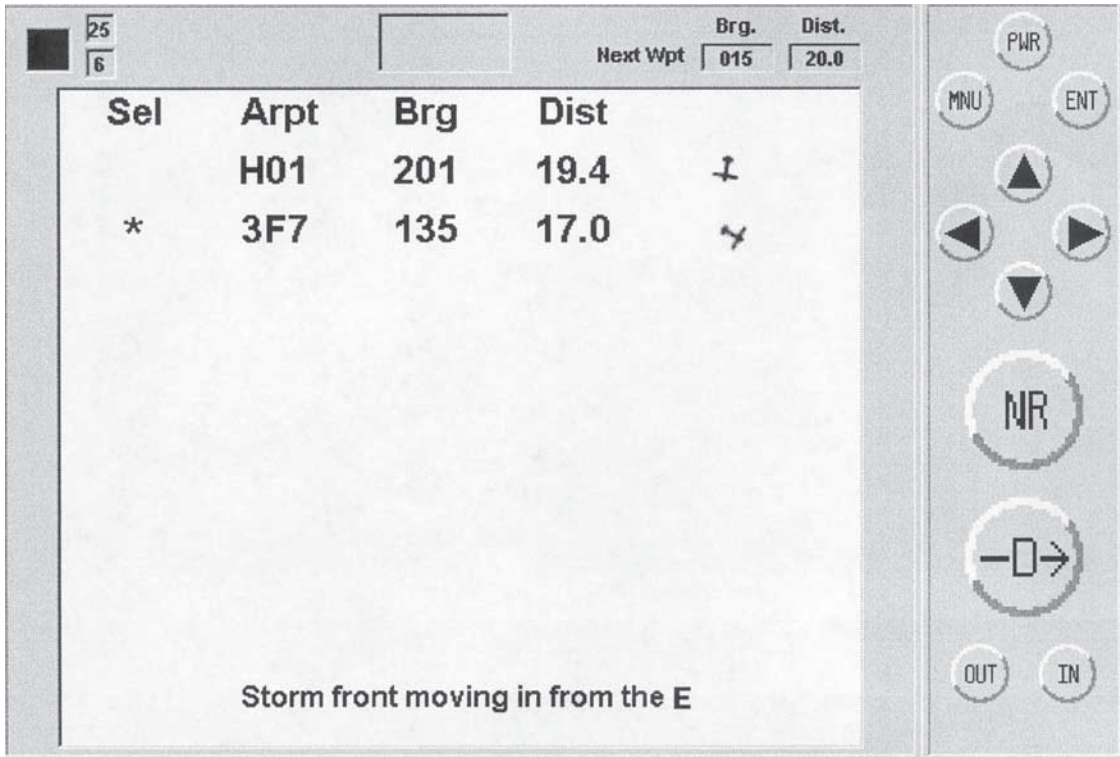 25
6
Brg. Dist.
Next Wpt 015 20.0
PWR
MNU ENT
Sel Arpt Brg Dist
H01 201 19.4
* 3F7 135 17.0
NR
D
OUT IN
Storm front moving in from the E